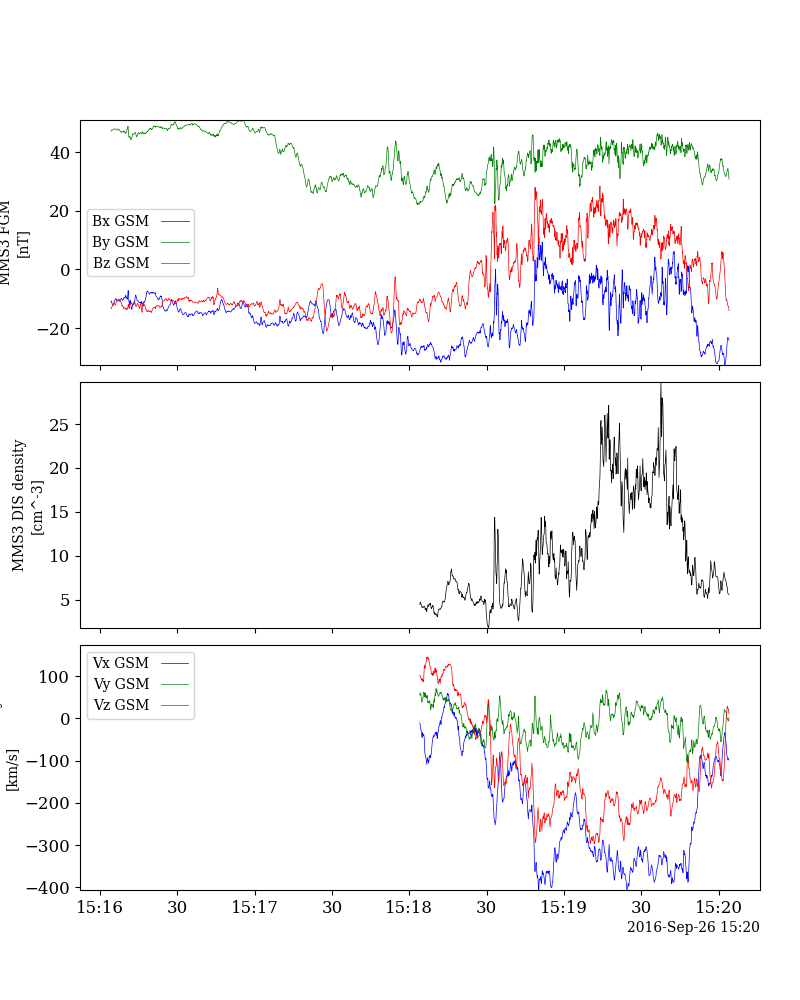 40
20
0
−20
MMS3 FGM
[nT]
Bx GSM
By GSM
Bz GSM
25
20
15
10
5
MMS3 DIS density
[cm^-3]
100
0
−100
−200
−300
−400
[km/s]
Vx GSM
Vy GSM
Vz GSM
15:16 30 15:17 30 15:18 30 15:19 30 15:20
2016-Sep-26 15:20